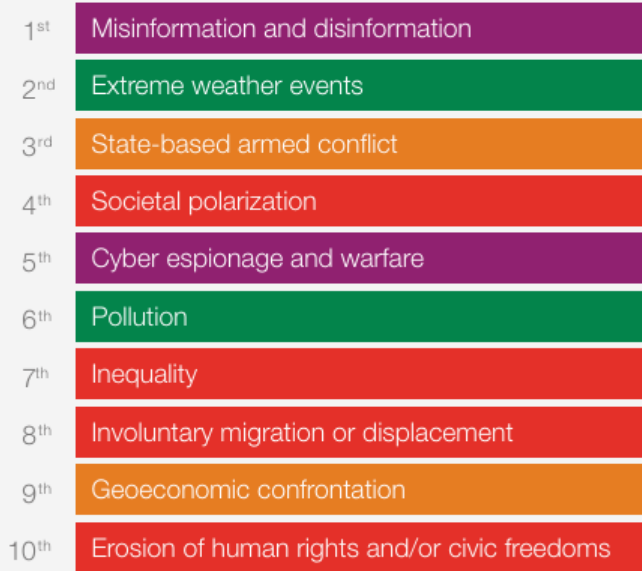 1st Misinformation and disinformation
2nd Extreme weather events
3rd State-based armed conflict
4th Societal polarization
5th Cyber espionage and warfare
6th Pollution
7th Inequality
8th Involuntary migration or displacement
9th Geoeconomic confrontation
10th Erosion of human rights and/or civic freedoms